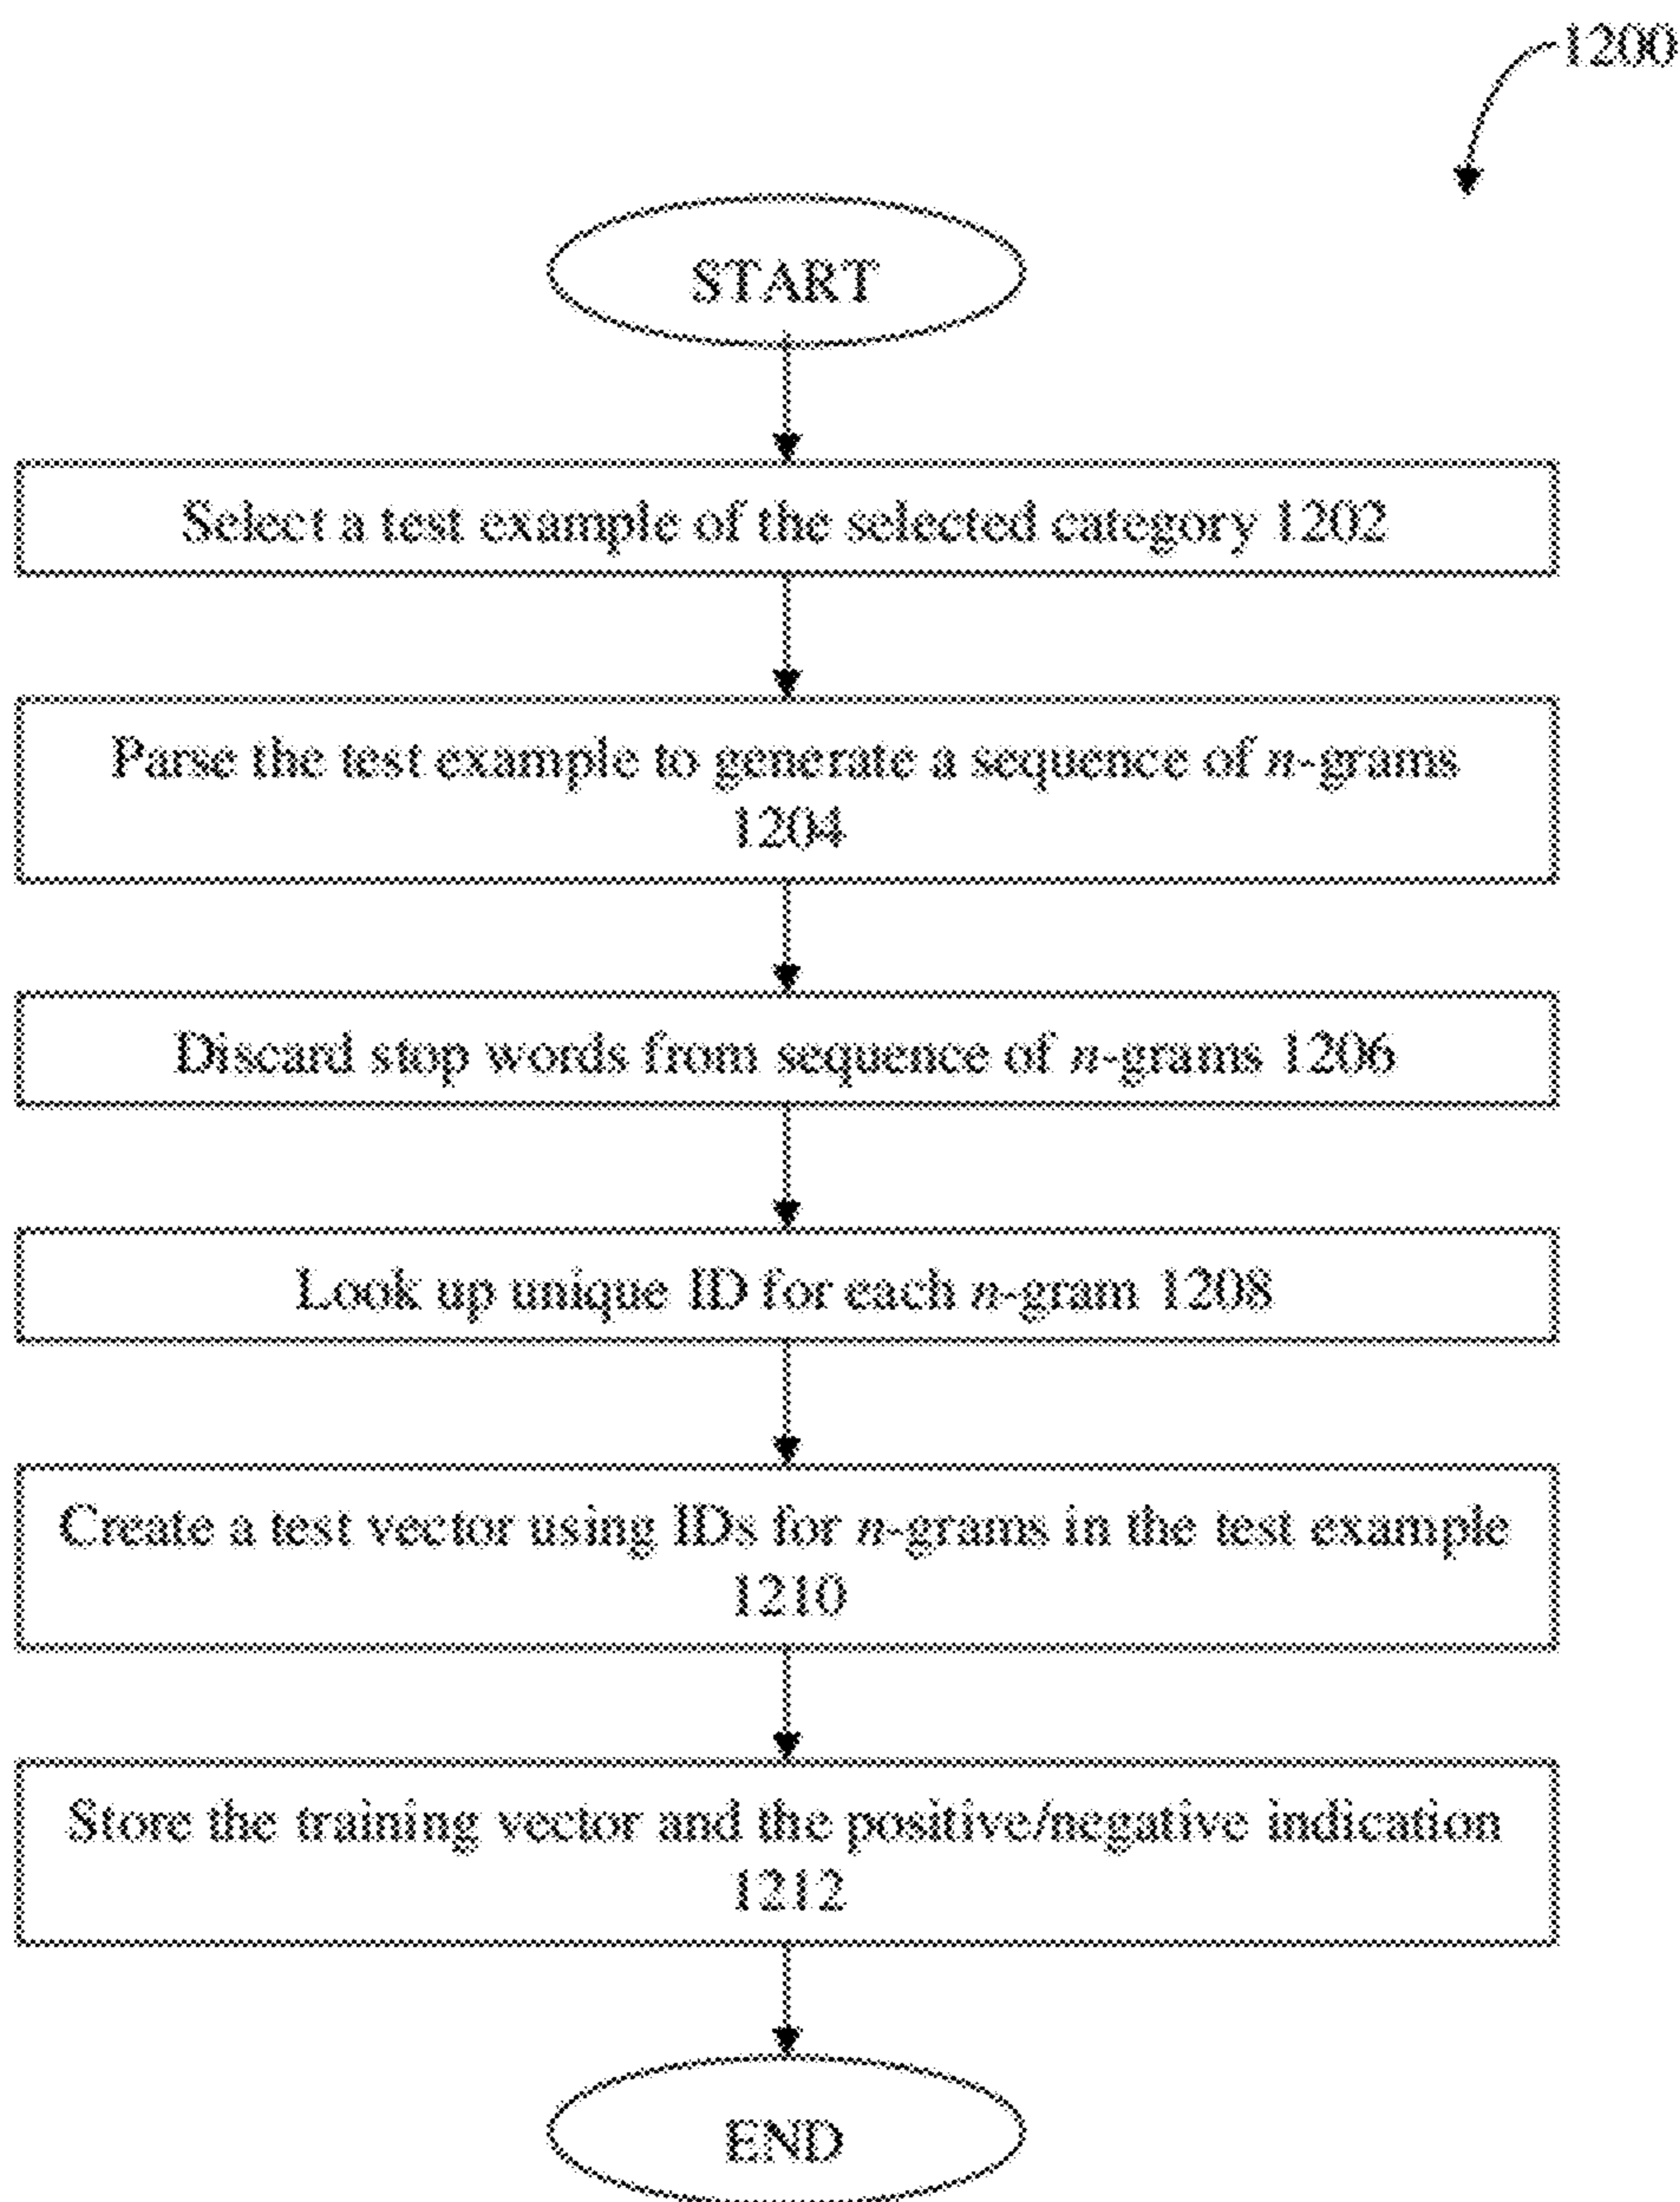 1200
START
Select a test example of the selected category 1202
Parse the test example to generate a sequence of n-grams
1204
Discard stop words from sequence of n-grams 1206
Look up unique ID for each n-gram 1208
Create a test vector using IDs for n-grams in the test example
1210
Store the training vector and the positive/negative indication
1212
END